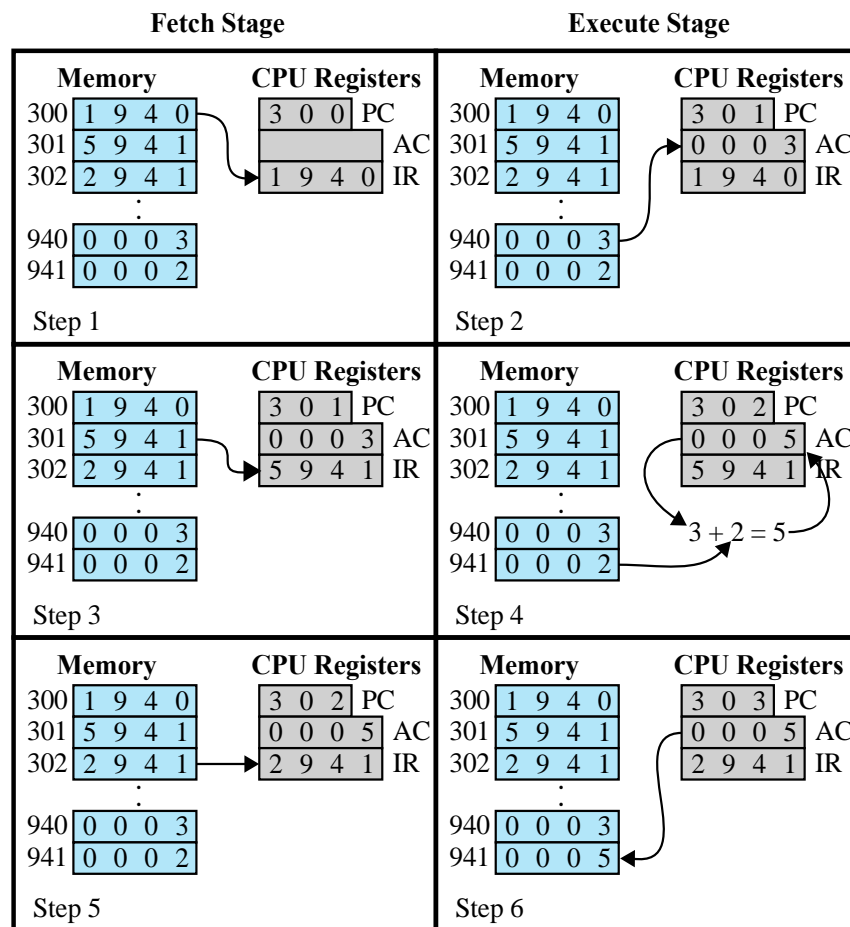 Fetch Stage Execute Stage
Memory CPU Registers
300 1 9 4 0 3 0 0 PC
301 5 9 4 1 AC
302 2 9 4 1 1 9 4 0 IR
:
940 0 0 0 3
941 0 0 0 2
Step 1
Memory CPU Registers
300 1 9 4 0 3 0 1 PC
301 5 9 4 1 0 0 0 3 AC
302 2 9 4 1 1 9 4 0 IR
:
940 0 0 0 3
941 0 0 0 2
Step 2
Memory CPU Registers
300 1 9 4 0 3 0 1 PC
301 5 9 4 1 0 0 0 3 AC
302 2 9 4 1 5 9 4 1 IR
:
940 0 0 0 3
941 0 0 0 2
Step 3
Memory CPU Registers
300 1 9 4 0 3 0 2 PC
301 5 9 4 1 0 0 0 5 AC
302 2 9 4 1 5 9 4 1 IR
:
940 0 0 0 3 3 + 2 = 5
941 0 0 0 2
Step 4
Memory CPU Registers
300 1 9 4 0 3 0 2 PC
301 5 9 4 1 0 0 0 5 AC
302 2 9 4 1 2 9 4 1 IR
:
940 0 0 0 3
941 0 0 0 2
Step 5
Memory CPU Registers
300 1 9 4 0 3 0 3 PC
301 5 9 4 1 0 0 0 5 AC
302 2 9 4 1 2 9 4 1 IR
:
940 0 0 0 3
941 0 0 0 5
Step 6